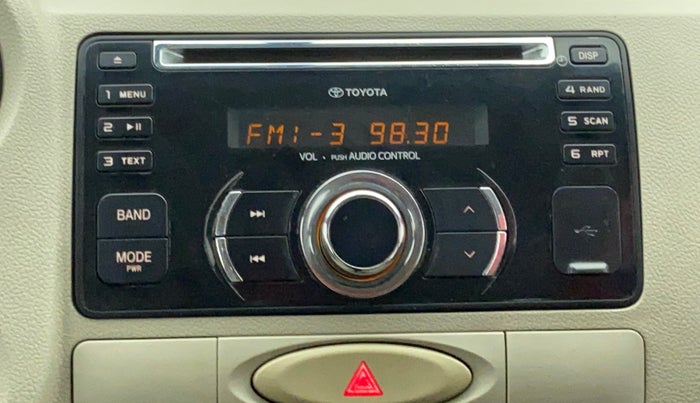 DISP
1 MENU
TOYOTA
4 RAND
2
FM1-3 98.30
5 SCAN
3 TEXT
VOL • PUSH AUDIO CONTROL
6 RPT
BAND
MODE
PWR